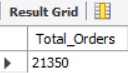 Result Grid
Total_Orders
21350